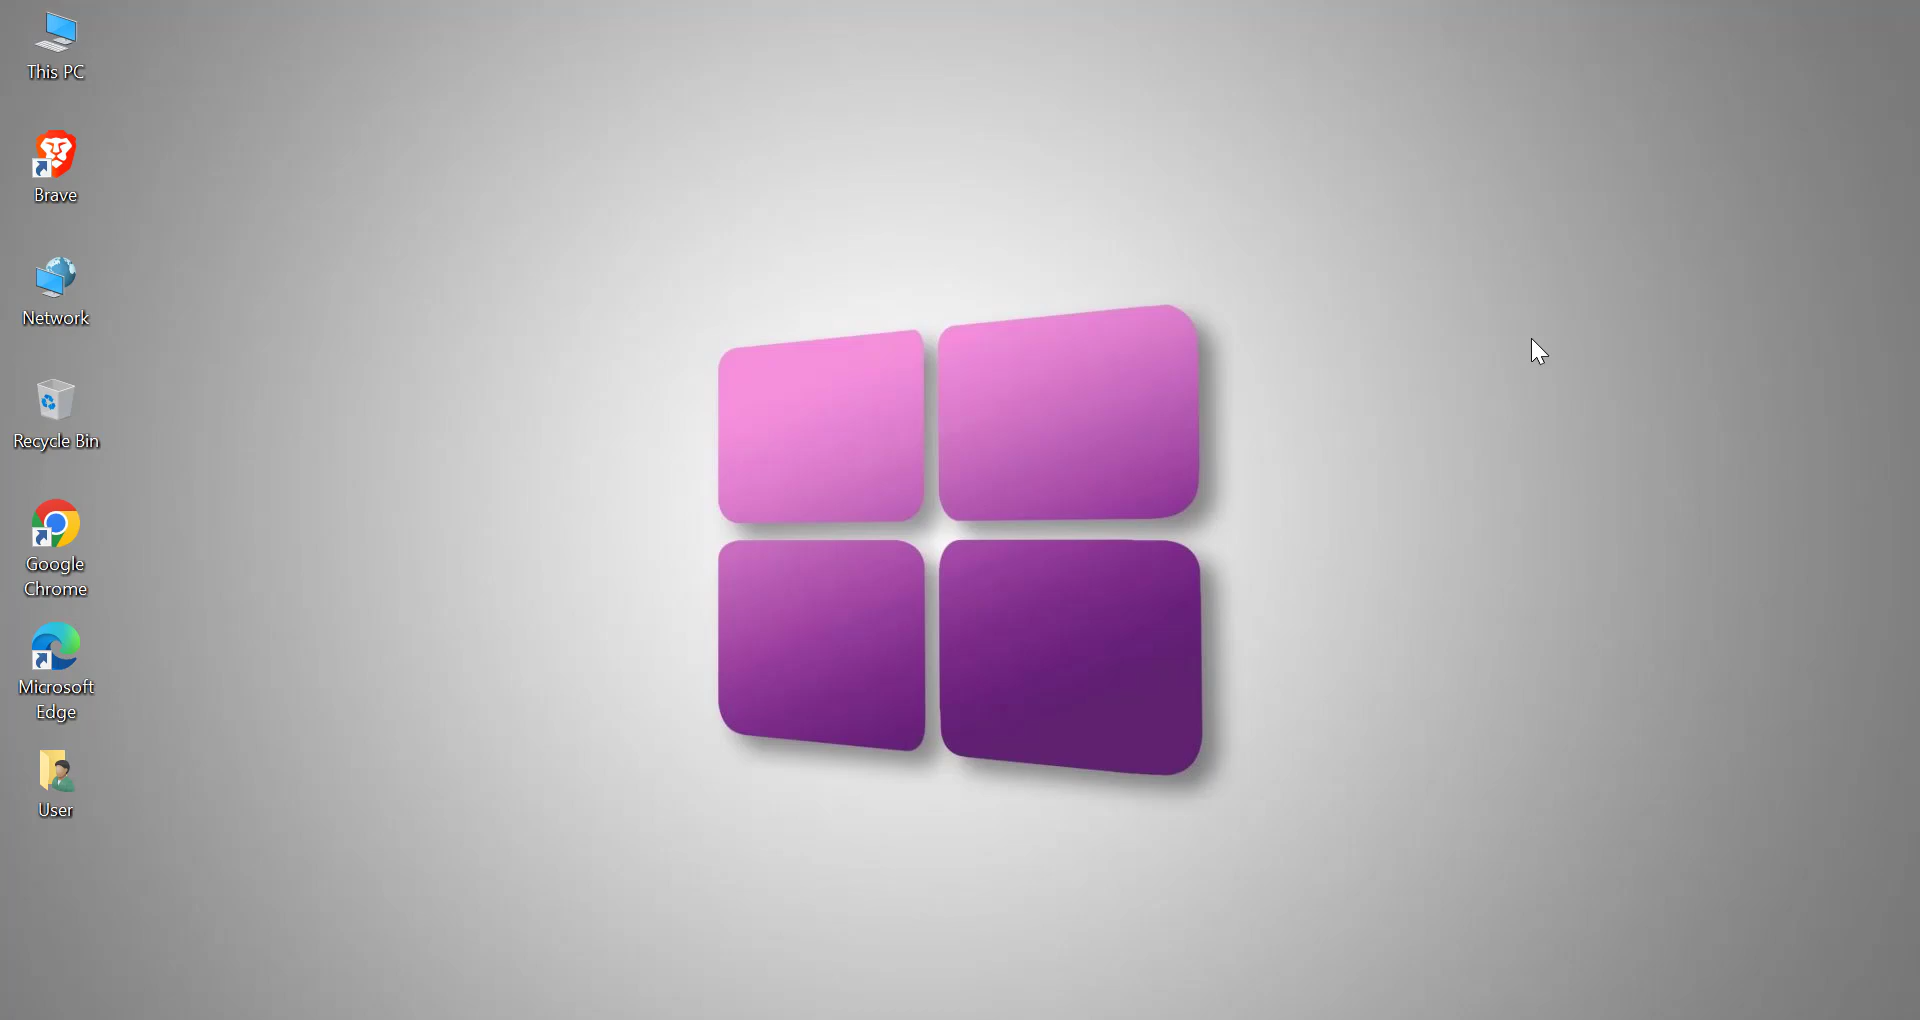 This PC
Brave
Network
Recycle Bin
Google
Chrome
Microsoft
Edge
User